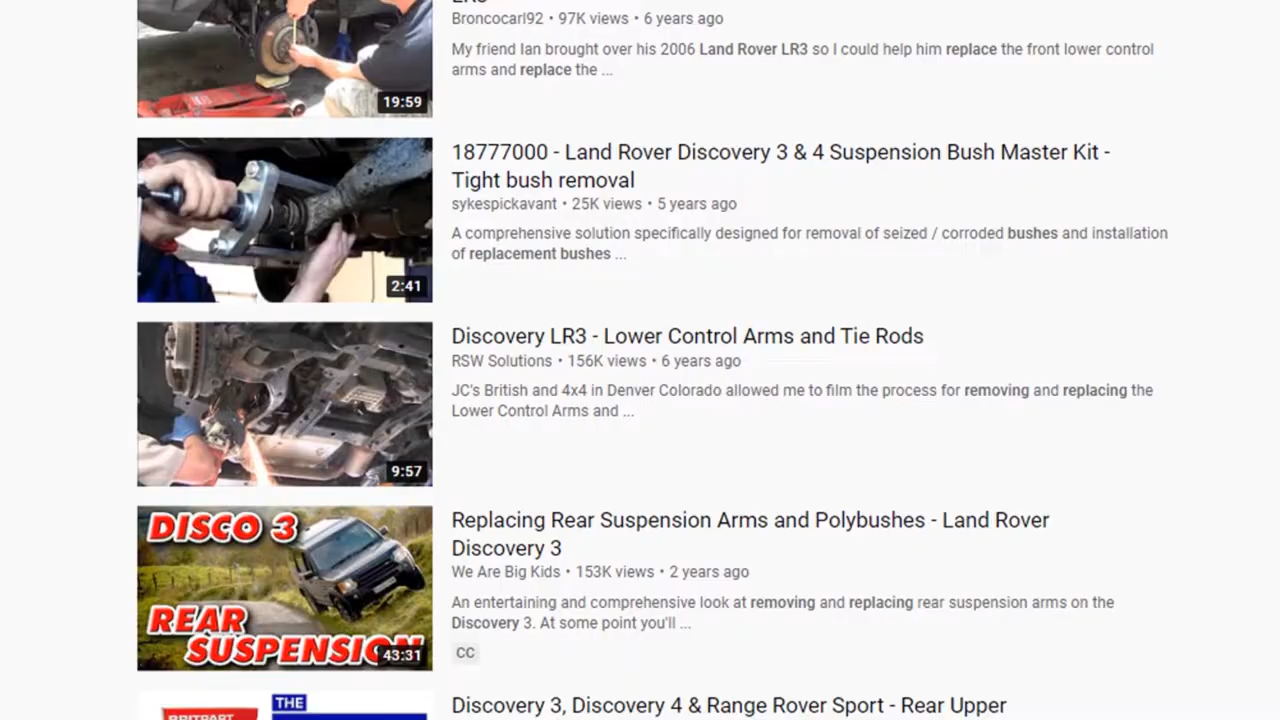 Broncocarl92 • 97K views • 6 years ago
My friend Ian brought over his 2006 Land Rover LR3 so I could help him replace the front lower control
arms and replace the ...
19:59
18777000 - Land Rover Discovery 3 & 4 Suspension Bush Master Kit -
Tight bush removal
sykespickavant • 25K views • 5 years ago
A comprehensive solution specifically designed for removal of seized / corroded bushes and installation
of replacement bushes ...
2:41
Discovery LR3 - Lower Control Arms and Tie Rods
RSW Solutions • 156K views • 6 years ago
JC's British and 4x4 in Denver Colorado allowed me to film the process for removing and replacing the
Lower Control Arms and ...
9:57
DISCO 3
REAR
SUSPENSION
43:31
Replacing Rear Suspension Arms and Polybushes - Land Rover
Discovery 3
We Are Big Kids • 153K views • 2 years ago
An entertaining and comprehensive look at removing and replacing rear suspension arms on the
Discovery 3. At some point you'll ...
CC
BRITPART
THE
Discovery 3, Discovery 4 & Range Rover Sport - Rear Upper